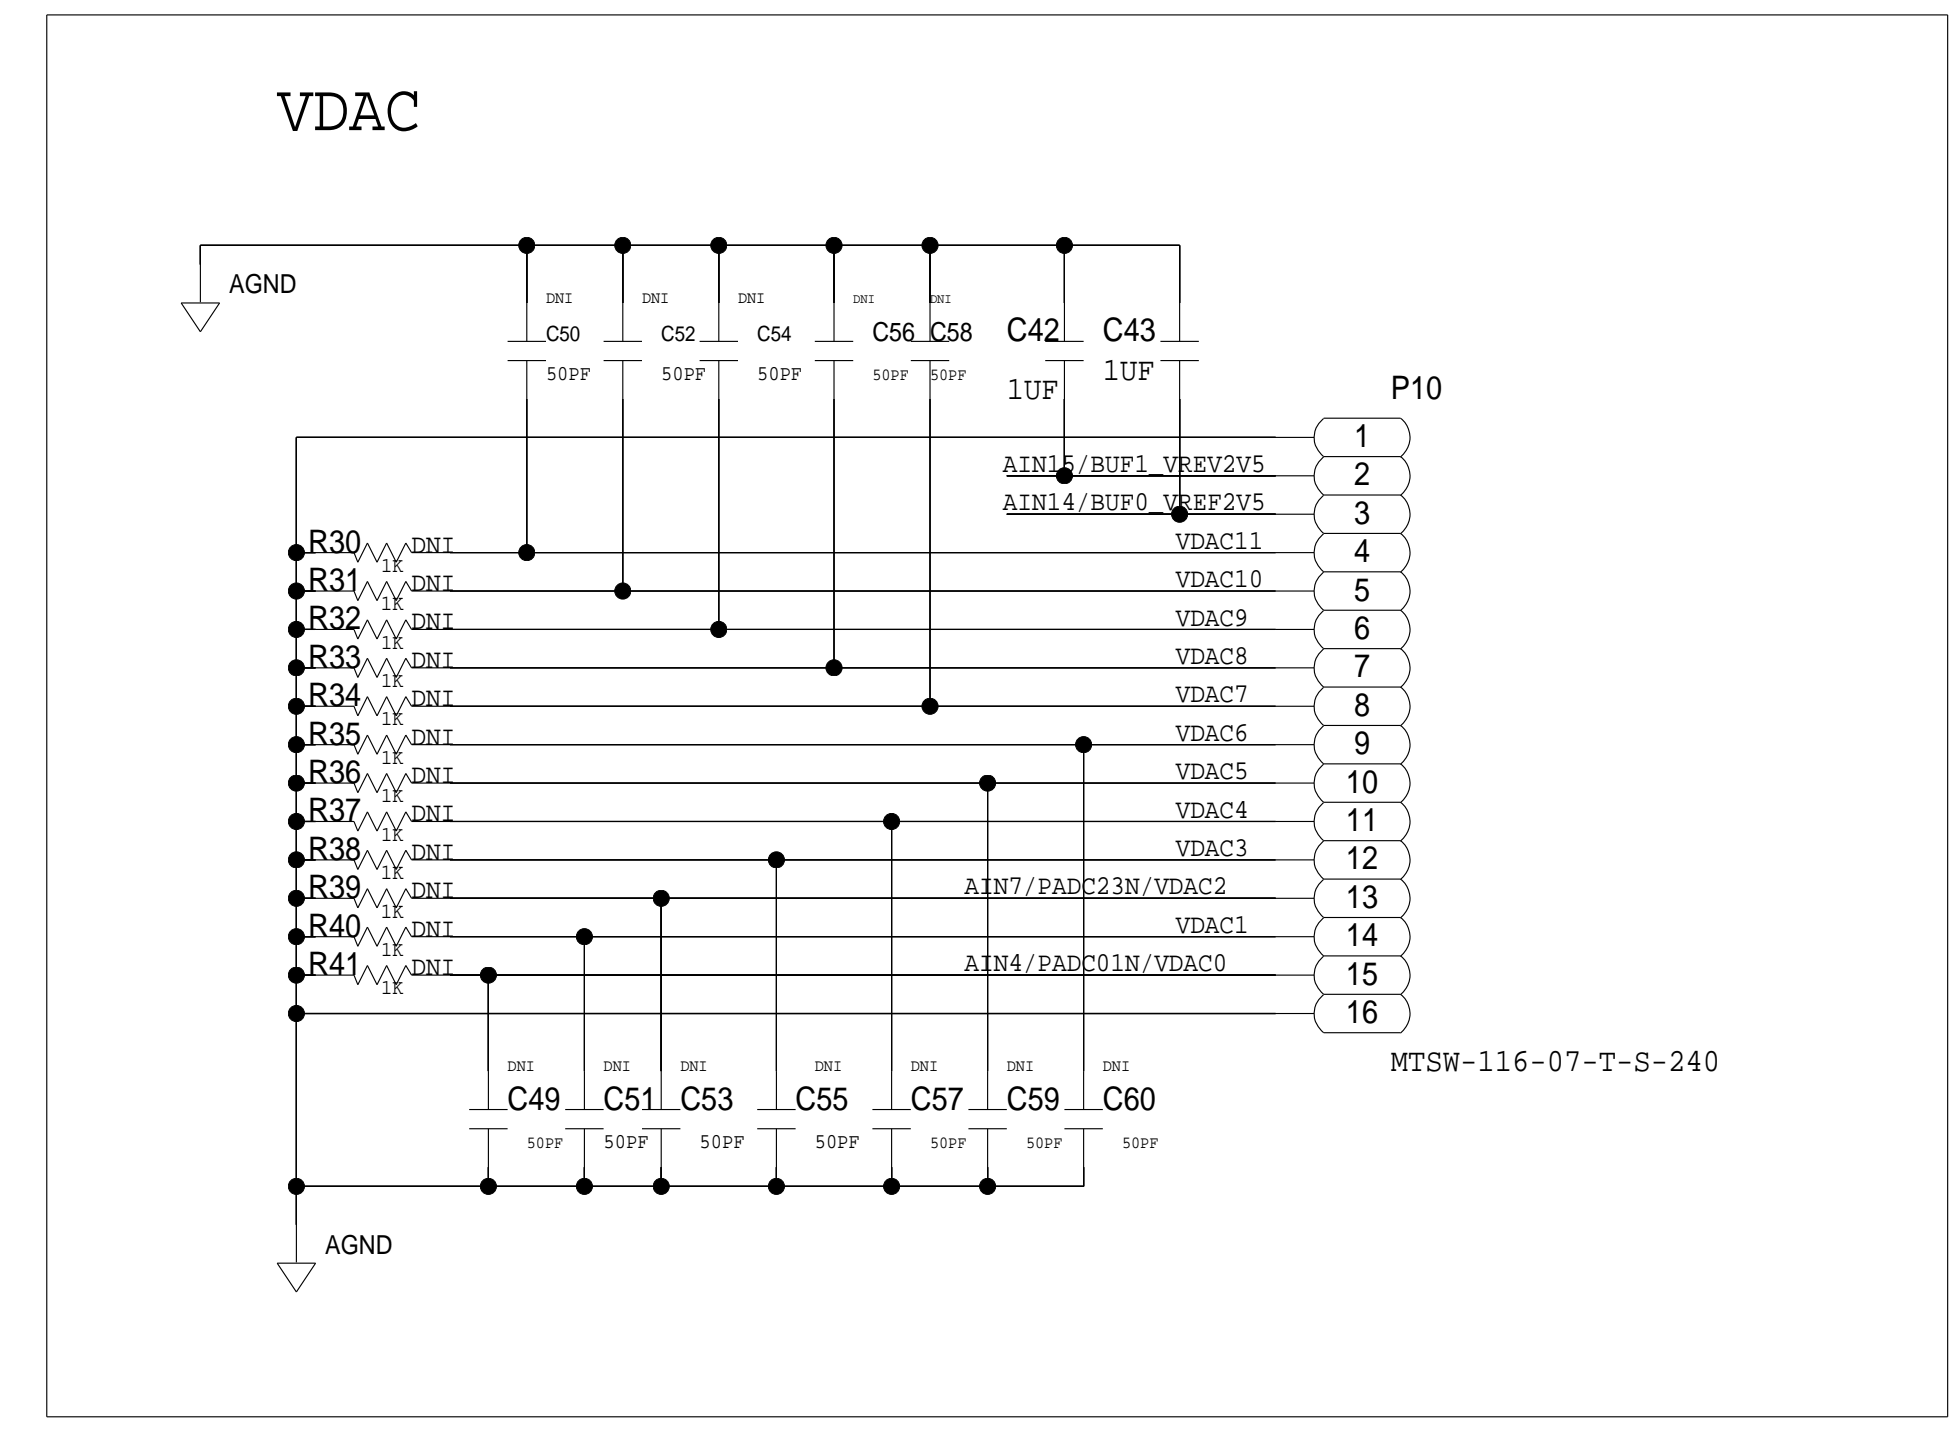 VDAC
AGND
DNI DNI DNI DNI DNI
C50 C52 C54 C56 C58 C42 C43
50PF 50PF 50PF 50PF 50PF 1UF 1UF
P10
1
AIN15/BUF1_VREV2V5 2
AIN14/BUF0_VREF2V5 3
R30 1K DNI VDAC11 4
R31 1K DNI VDAC10 5
R32 1K DNI VDAC9 6
R33 1K DNI VDAC8 7
R34 1K DNI VDAC7 8
R35 1K DNI VDAC6 9
R36 1K DNI VDAC5 10
R37 1K DNI VDAC4 11
R38 1K DNI VDAC3 12
R39 1K DNI AIN7/PADC23N/VDAC2 13
R40 1K DNI VDAC1 14
R41 1K DNI AIN4/PADC01N/VDAC0 15
16
MTSW-116-07-T-S-240
DNI DNI DNI DNI DNI DNI DNI
C49 C51 C53 C55 C57 C59 C60
50PF 50PF 50PF 50PF 50PF 50PF 50PF
AGND